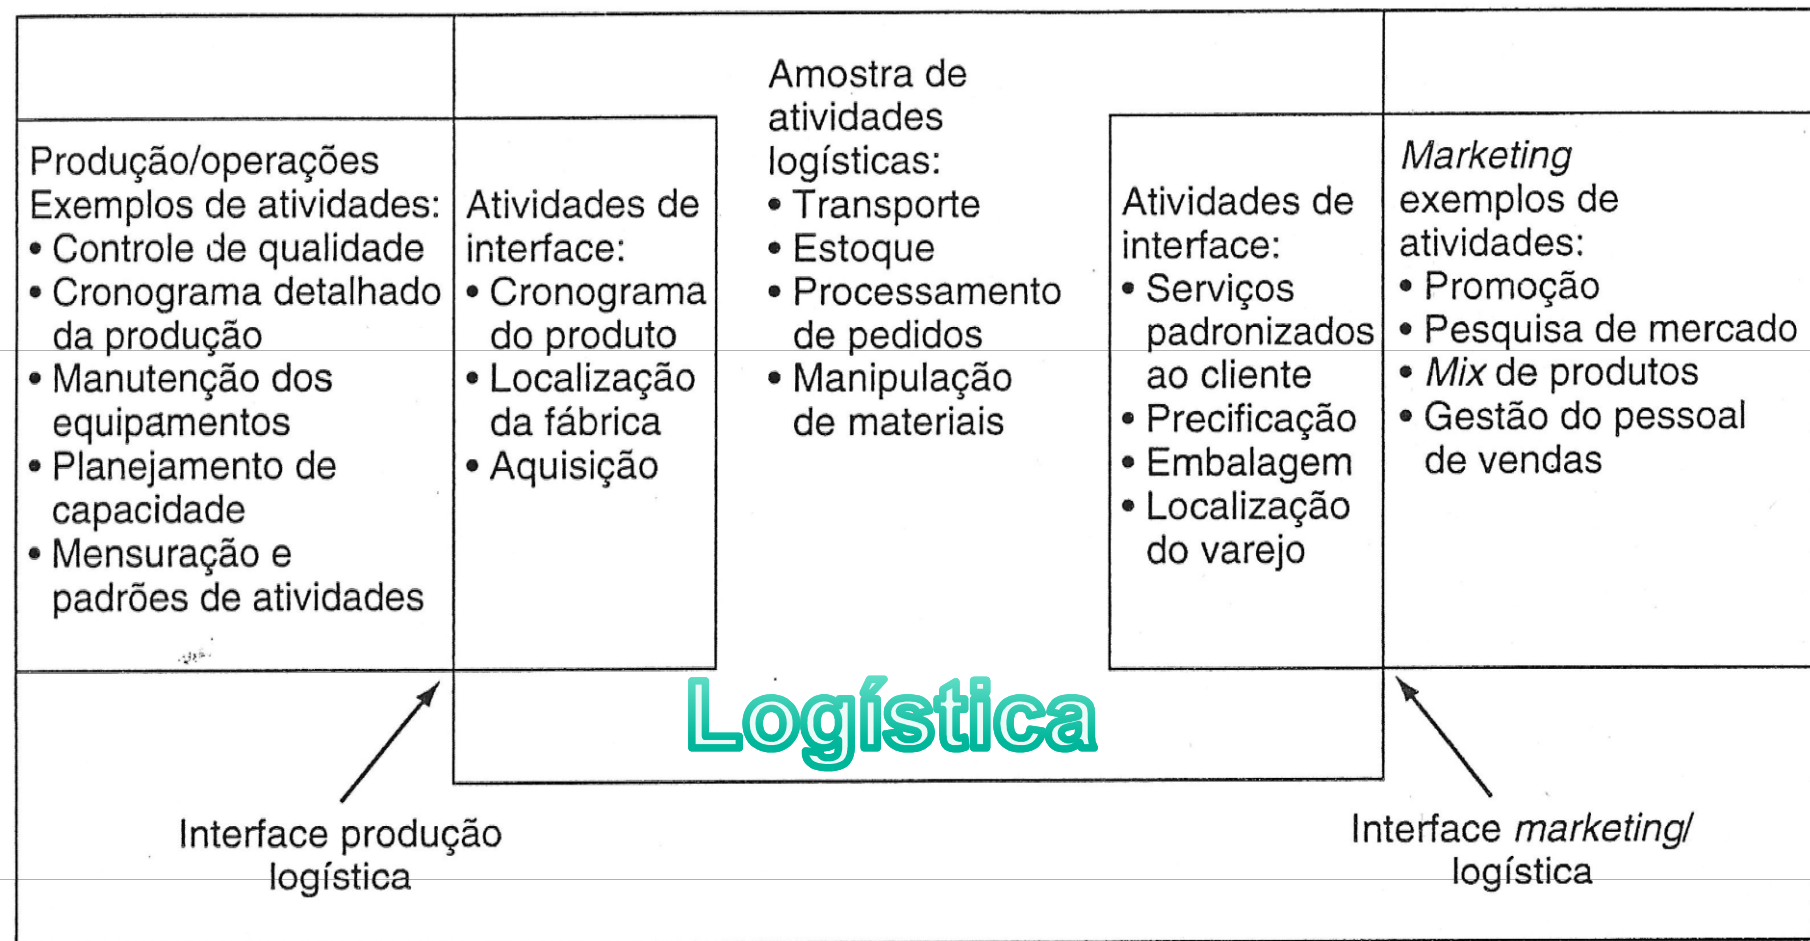 Produção/operações
Exemplos de atividades:
• Controle de qualidade
• Cronograma detalhado
da produção
• Manutenção dos
equipamentos
• Planejamento de
capacidade
• Mensuração e
padrões de atividades
Atividades de
interface:
• Cronograma
do produto
• Localização
da fábrica
• Aquisição
Amostra de
atividades
logísticas:
• Transporte
• Estoque
• Processamento
de pedidos
• Manipulação
de materiais
Atividades de
interface:
• Serviços
padronizados
ao cliente
• Precificação
• Embalagem
• Localização
do varejo
Marketing
exemplos de
atividades:
• Promoção
• Pesquisa de mercado
• Mix de produtos
• Gestão do pessoal
de vendas
Logística
Interface produção
logística
Interface marketing/
logística